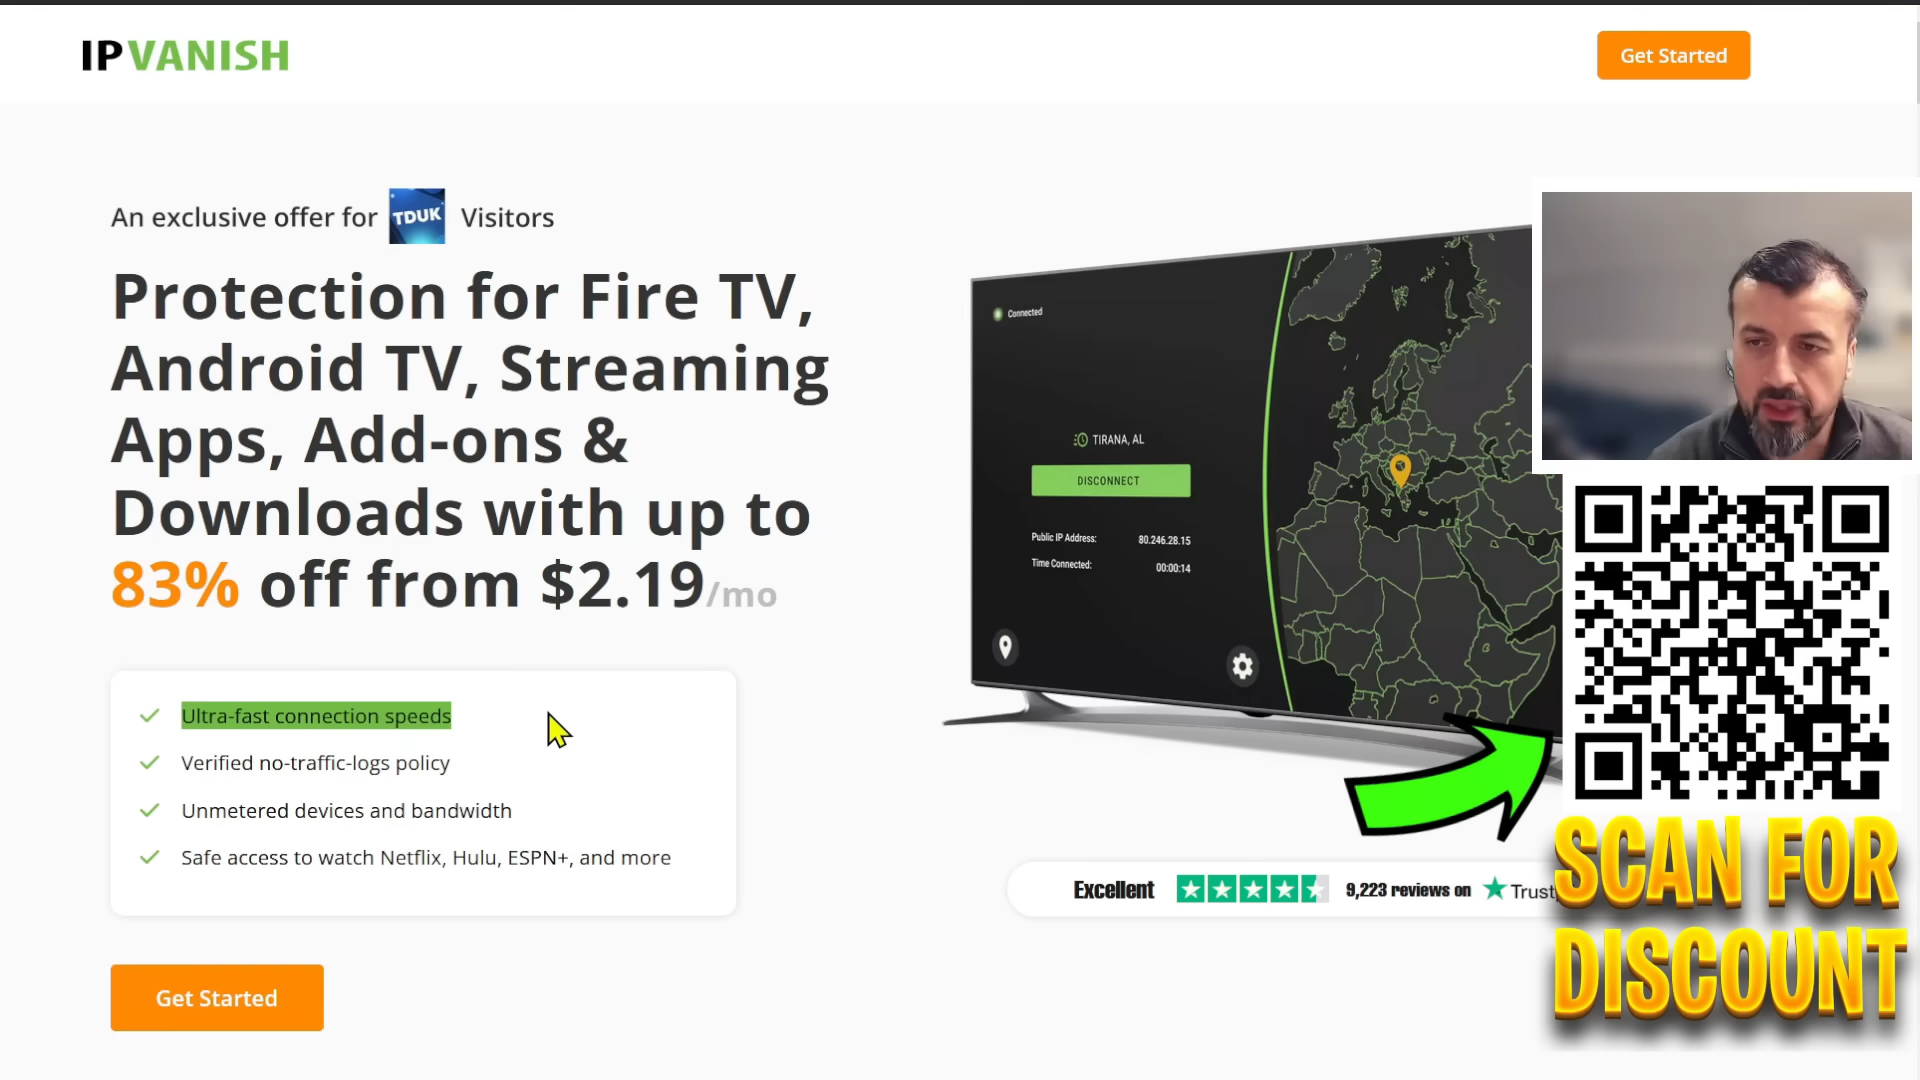 IPVANISH
Get Started
An exclusive offer for TDUK Visitors
Protection for Fire TV,
Android TV, Streaming
Apps, Add-ons &
Downloads with up to
83% off from $2.19/mo
Ultra-fast connection speeds
Verified no-traffic-logs policy
Unmetered devices and bandwidth
Safe access to watch Netflix, Hulu, ESPN+, and more
Get Started
Connected
TIRANA, AL
DISCONNECT
Public IP Address: 80.246.28.15
Time Connected: 00:00:14
Excellent 9,223 reviews on Trust
SCAN FOR
DISCOUNT